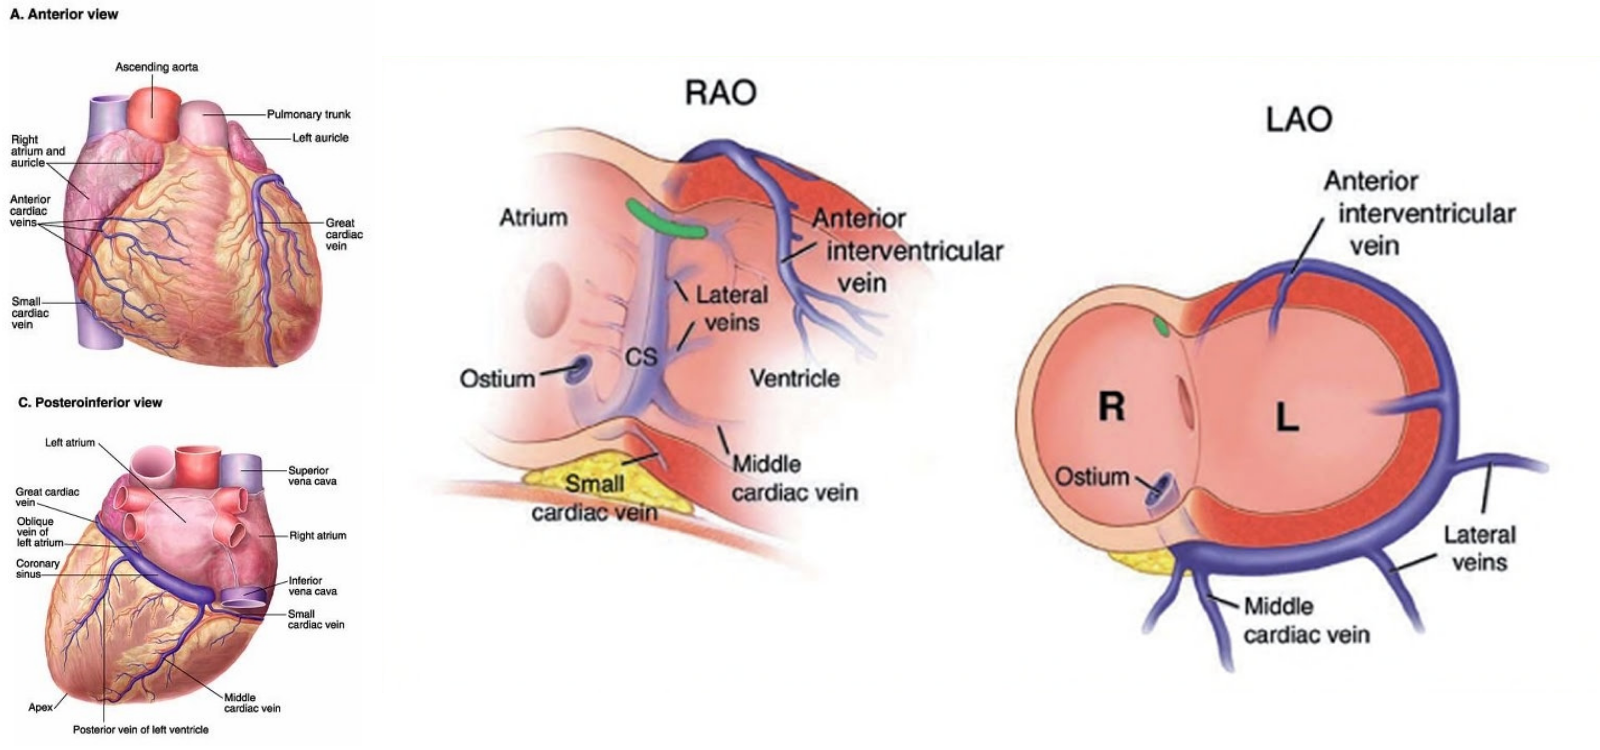 A. Anterior view
Ascending aorta
Pulmonary trunk
Left auricle
Right
atrium and
auricle
Anterior
cardiac
veins
Great
cardiac
vein
Small
cardiac
vein
C. Posteroinferior view
Left atrium
Superior
vena cava
Great cardiac
vein
Oblique
vein of
left atrium
Right atrium
Coronary
sinus
Inferior
vena cava
Small
cardiac vein
Middle
cardiac vein
Apex
Posterior vein of left ventricle
RAO
Atrium
Anterior
interventricular
vein
Lateral
veins
CS
Ostium
Ventricle
Middle
cardiac vein
Small
cardiac vein
LAO
Anterior
interventricular
vein
R
L
Ostium
Lateral
veins
Middle
cardiac vein